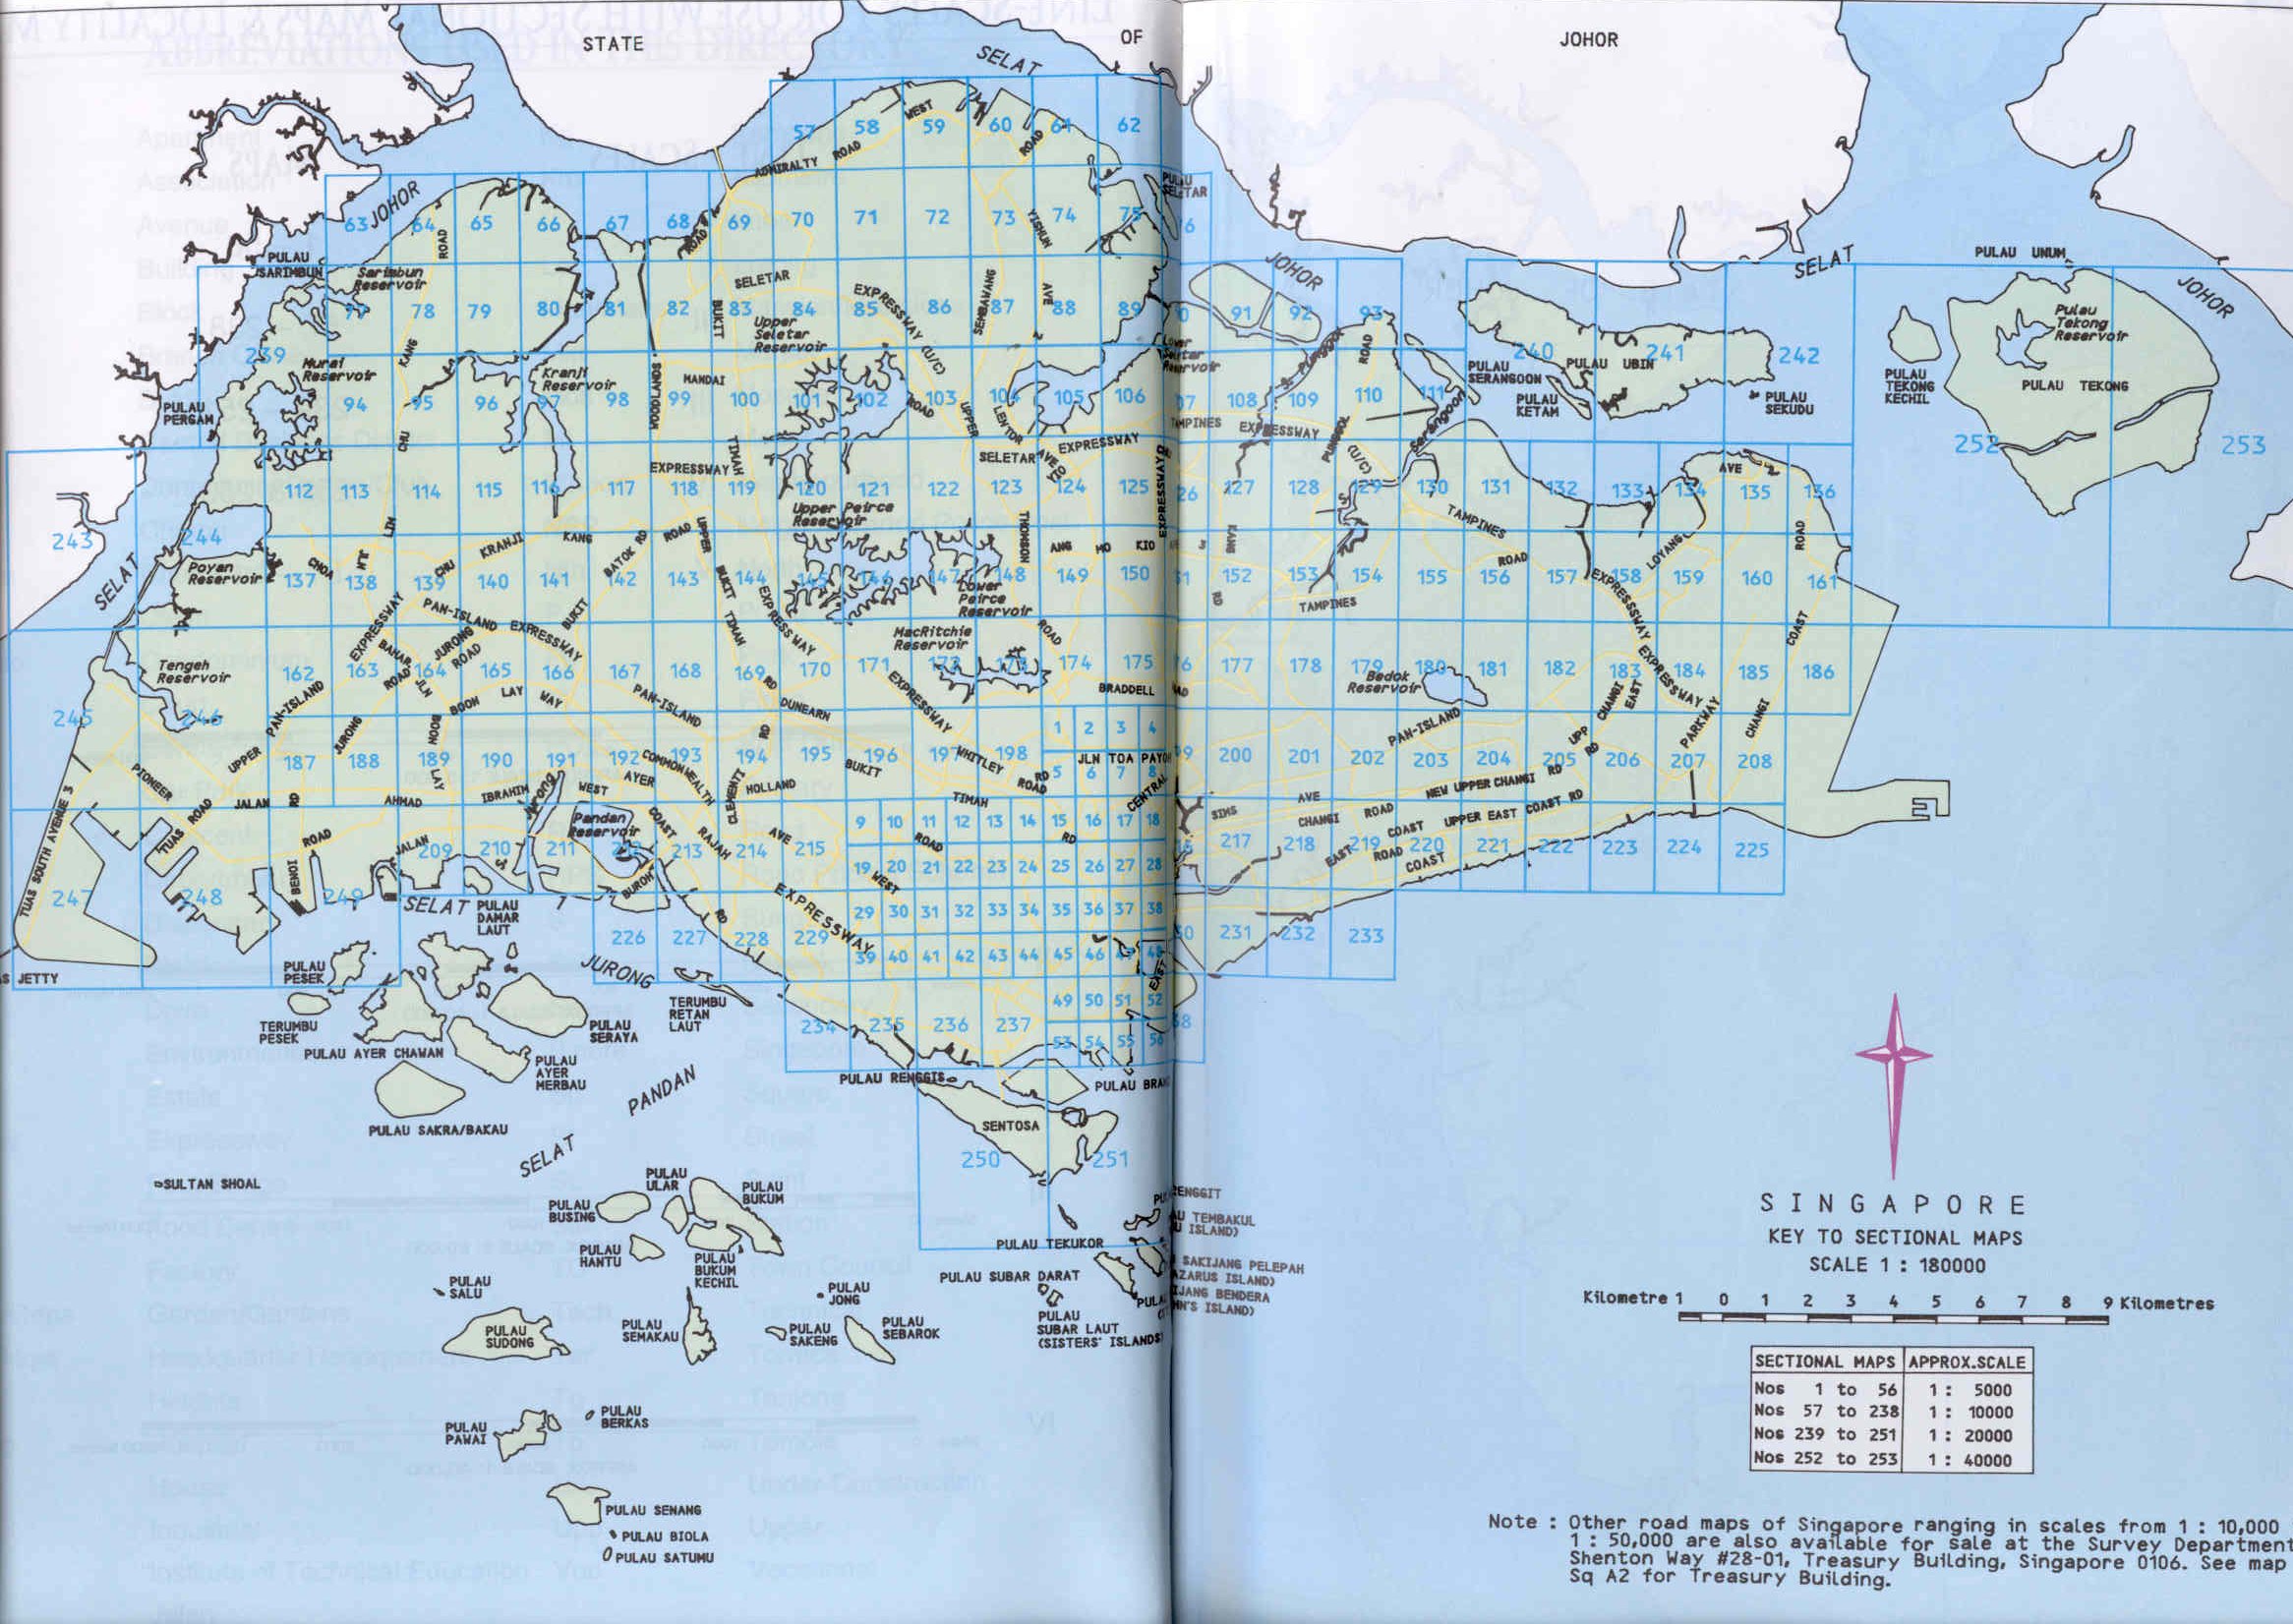 STATE OF JOHOR
SELAT
57 58 59 60 61 62
WEST
ROAD
ADMIRALTY ROAD
JOHOR
63 64 65 66 67 68 69 70 71 72 73 74 75
ROAD
ROAD
YISHUN
PULAU
SARIMBUN
Sarimbun
Reservoir
SELETAR
EXPRESSWAY (U/C)
SEMBAWANG
AVE
2
JOHOR
SELAT
PULAU UNUM
JOHOR
77 78 79 80 81 82 83 84 85 86 87 88 89 91 92 93
BUKIT
Upper
Seletar
Reservoir
239
Murai
Reservoir
KANG
Kranji
Reservoir
MANDAI
WOODLANDS
S. Punggol
ROAD
240 241 242
PULAU UBIN
PULAU
SERANGOON
PULAU
KETAM
PULAU
SEKUDU
PULAU
TEKONG
KECHIL
Pulau
Tekong
Reservoir
PULAU TEKONG
PULAU
PERGAM
94 95 96 97 98 99 100 101 102 103 104 105 106 108 109 110 111
CHU
TIMAH
ROAD
UPPER
LENTOR
AVE
EXPRESSWAY
SELETAR
EXPRESSWAY
TAMPINES EXPRESSWAY
PUNGGOL
(U/C)
Serangoon
252 253
EXPRESSWAY
AVE
112 113 114 115 116 117 118 119 120 121 122 123 124 125 127 128 129 130 131 132 133 134 135 136
Upper Peirce
Reservoir
243 244
SELAT
Poyan
Reservoir
LIM
CHOA
CHU
KRANJI
KANG
BATOK RD
ROAD
UPPER
BUKIT
TIMAH
THOMSON
ANG MO KIO
TAMPINES
ROAD
LOYANG
ROAD
137 138 139 140 141 142 143 144 145 146 147 148 149 150 152 153 154 155 156 157 158 159 160 161
Lower
Peirce
Reservoir
RD
TAMPINES
EXPRESSWAY
COAST
EXPRESSWAY
PAN-ISLAND EXPRESSWAY
BUKIT
EXPRESSWAY
MacRitchie
Reservoir
ROAD
Tengeh
Reservoir
BAHAR
ROAD
JURONG
ROAD
JLN
BOON LAY WAY
162 163 164 165 166 167 168 169 170 171 172 173 174 175 177 178 179 180 181 182 183 184 185 186
Bedok
Reservoir
BRADDELL
EXPRESSWAY
PARKWAY
CHANGI
EAST
CHANGI
245 246
PAN-ISLAND
JURONG
BOON
LAY
PAN-ISLAND
RD
DUNEARN
RD
EXPRESSWAY
1 2 3 4
PAN-ISLAND
UPP
RD
187 188 189 190 191 192 193 194 195 196 197 198 200 201 202 203 204 205 206 207 208
UPPER
PIONEER
ROAD
TUAS
JALAN
RD
AHMAD
IBRAHIM
Jurong
WEST
AYER
COMMONWEALTH
CLEMENTI
HOLLAND
BUKIT
TIMAH
WHITLEY
ROAD
RD
JLN TOA PAYOH
5 6 7 8
CENTRAL
SIMS
AVE
CHANGI
ROAD
NEW UPPER CHANGI RD
COAST
UPPER EAST COAST RD
TUAS SOUTH AVENUE 3
BENOI
ROAD
JALAN
Pandan
Reservoir
COAST
RAJAH
AVE
ROAD
RD
9 10 11 12 13 14 15 16 17 18
209 210 211 212 213 214 215 217 218 219 220 221 222 223 224 225
EAST
ROAD
COAST
BUROH
RD
WEST
EXPRESSWAY
19 20 21 22 23 24 25 26 27 28
247 248 249
29 30 31 32 33 34 35 36 37 38
226 227 228 229 231 232 233
39 40 41 42 43 44 45 46 47 48
EAST
SELAT
JURONG
PULAU
DAMAR
LAUT
JETTY
PULAU
PESEK
TERUMBU
PESEK
PULAU AYER CHAWAN
PULAU
SERAYA
TERUMBU
RETAN
LAUT
PULAU
AYER
MERBAU
PULAU SAKRA/BAKAU
49 50 51 52
234 235 236 237
53 54 55 56
PULAU RENGGIS
SENTOSA
250 251
SELAT
PANDAN
SULTAN SHOAL
PULAU
BUSING
PULAU
ULAR
PULAU
BUKUM
PULAU
HANTU
PULAU
BUKUM
KECHIL
PULAU TEKUKOR
PULAU SUBAR DARAT
PULAU
SUBAR LAUT
(SISTERS' ISLANDS)
RENGGIT
TEMBAKUL
ISLAND)
SAKIJANG PELEPAH
ISLAND)
BENDERA
ISLAND)
PULAU
SALU
PULAU
SUDONG
PULAU
SEMAKAU
PULAU
JONG
PULAU
SAKENG
PULAU
SEBAROK
PULAU
PAWAI
PULAU
BERKAS
PULAU SENANG
PULAU BIOLA
PULAU SATUMU
SINGAPORE
KEY TO SECTIONAL MAPS
SCALE 1 : 180000
Kilometre 1 0 1 2 3 4 5 6 7 8 9 Kilometres
SECTIONAL MAPS APPROX.SCALE
Nos 1 to 56 1 : 5000
Nos 57 to 238 1 : 10000
Nos 239 to 251 1 : 20000
Nos 252 to 253 1 : 40000
Note : Other road maps of Singapore ranging in scales from 1 : 10,000
1 : 50,000 are also available for sale at the Survey Department
Shenton Way #28-01, Treasury Building, Singapore 0106. See map
Sq A2 for Treasury Building.